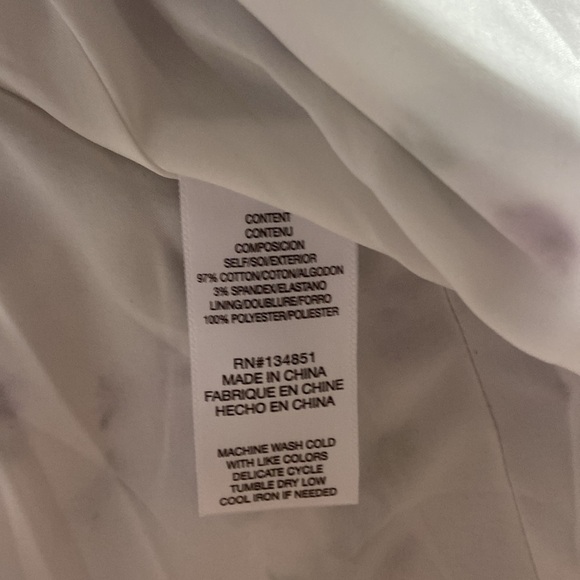 CONTENT
CONTENU
COMPOSICION
SELF/SOI/EXTERIOR
97% COTTON/COTON/ALGODON
3% SPANDEX/ELASTANO
LINING/DOUBLURE/FORRO
100% POLYESTER/POLIESTER
RN#134851
MADE IN CHINA
FABRIQUE EN CHINE
HECHO EN CHINA
MACHINE WASH COLD
WITH LIKE COLORS
DELICATE CYCLE
TUMBLE DRY LOW
COOL IRON IF NEEDED